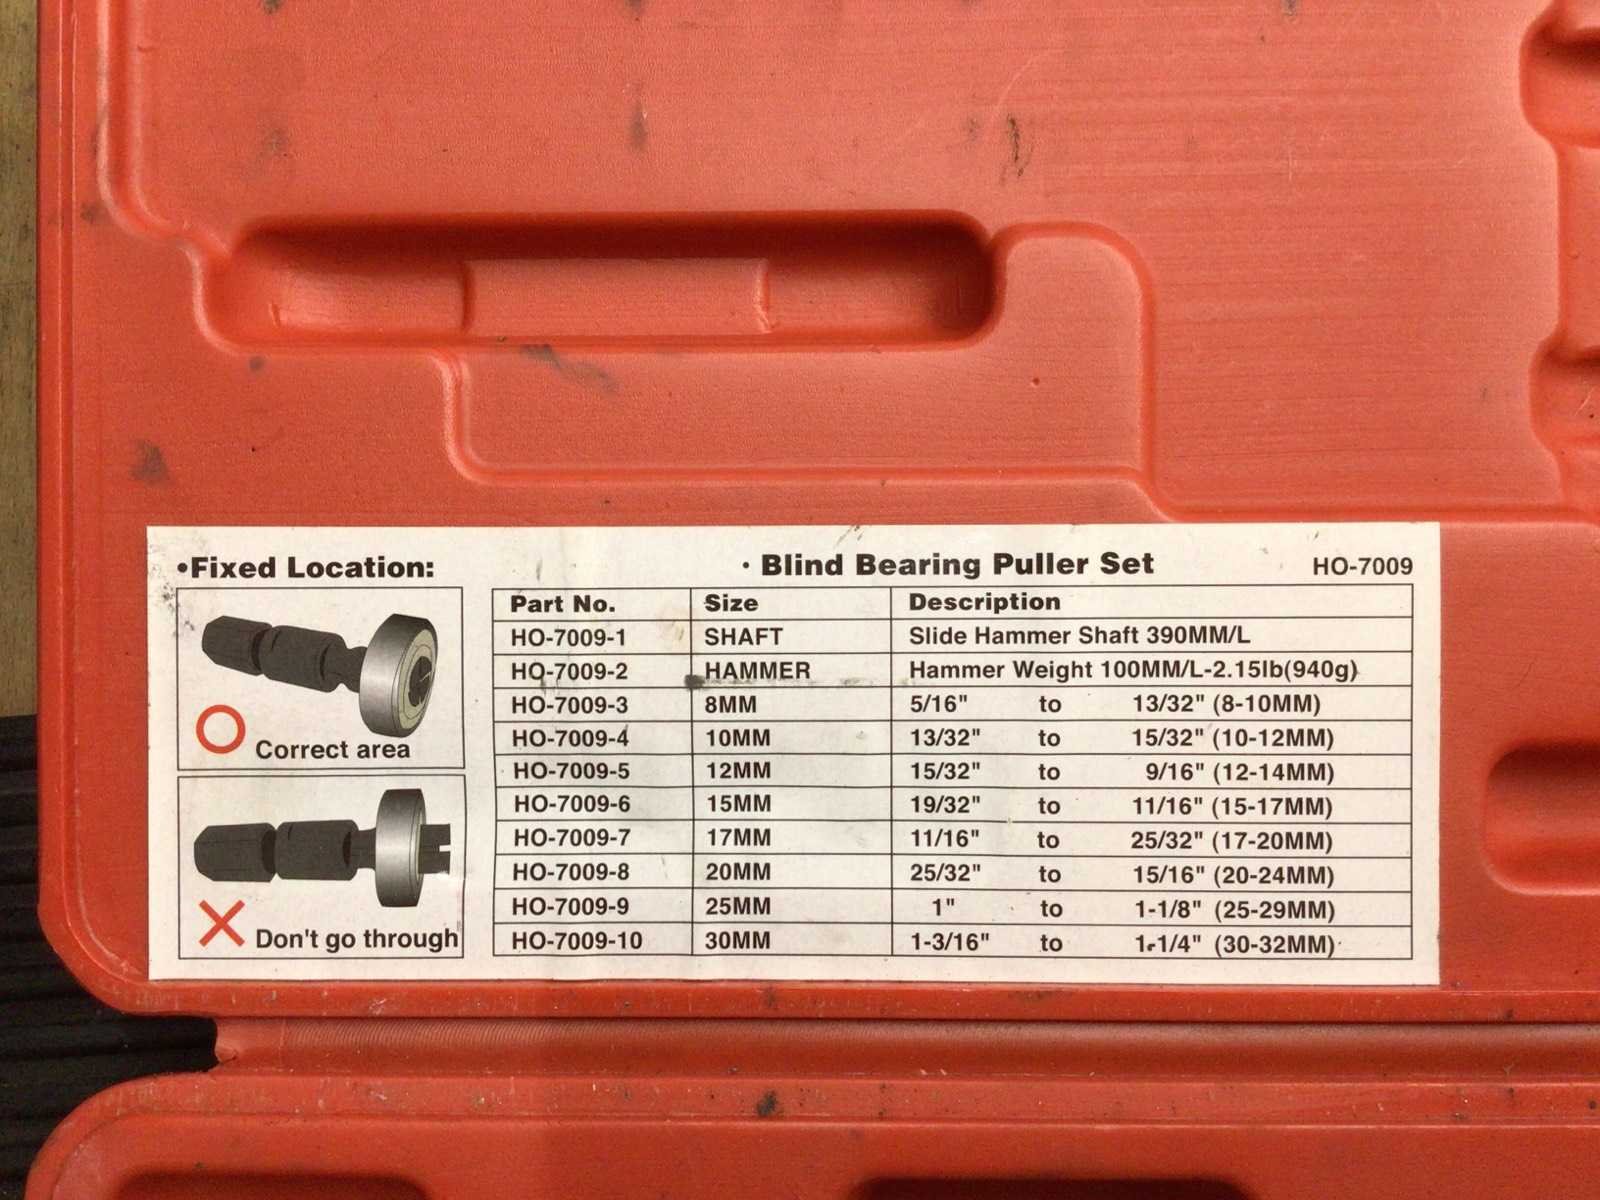 •Fixed Location:
Correct area
Don't go through
· Blind Bearing Puller Set HO-7009
Part No. Size Description
HO-7009-1 SHAFT Slide Hammer Shaft 390MM/L
HO-7009-2 HAMMER Hammer Weight 100MM/L-2.15lb(940g)
HO-7009-3 8MM 5/16" to 13/32" (8-10MM)
HO-7009-4 10MM 13/32" to 15/32" (10-12MM)
HO-7009-5 12MM 15/32" to 9/16" (12-14MM)
HO-7009-6 15MM 19/32" to 11/16" (15-17MM)
HO-7009-7 17MM 11/16" to 25/32" (17-20MM)
HO-7009-8 20MM 25/32" to 15/16" (20-24MM)
HO-7009-9 25MM 1" to 1-1/8" (25-29MM)
HO-7009-10 30MM 1-3/16" to 1-1/4" (30-32MM)